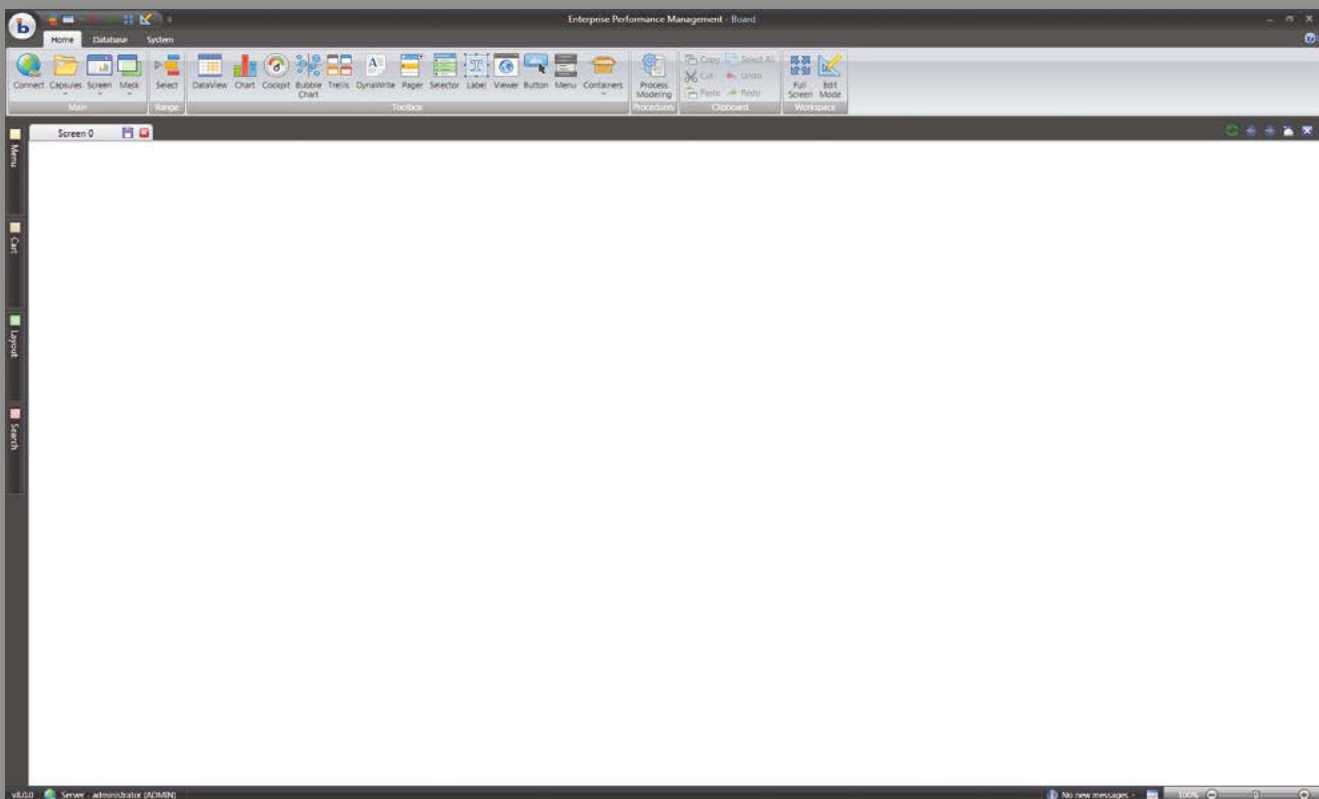 Enterprise Performance Management - Board
Home Database System
Connect Capsules Screen Mask Select DataView Chart Cockpit Bubble Chart Trellis DynaWrite Pager Selector Label Viewer Button Menu Containers Process Modeling Copy Select All Full Screen Edit Mode
Cut Undo
Paste Redo
Main Range Toolbox Procedures Clipboard Workspace
Screen 0
Menu
Cart
Layout
Search
v8.0.0 Server - administrator (ADMIN) No new messages - 100%